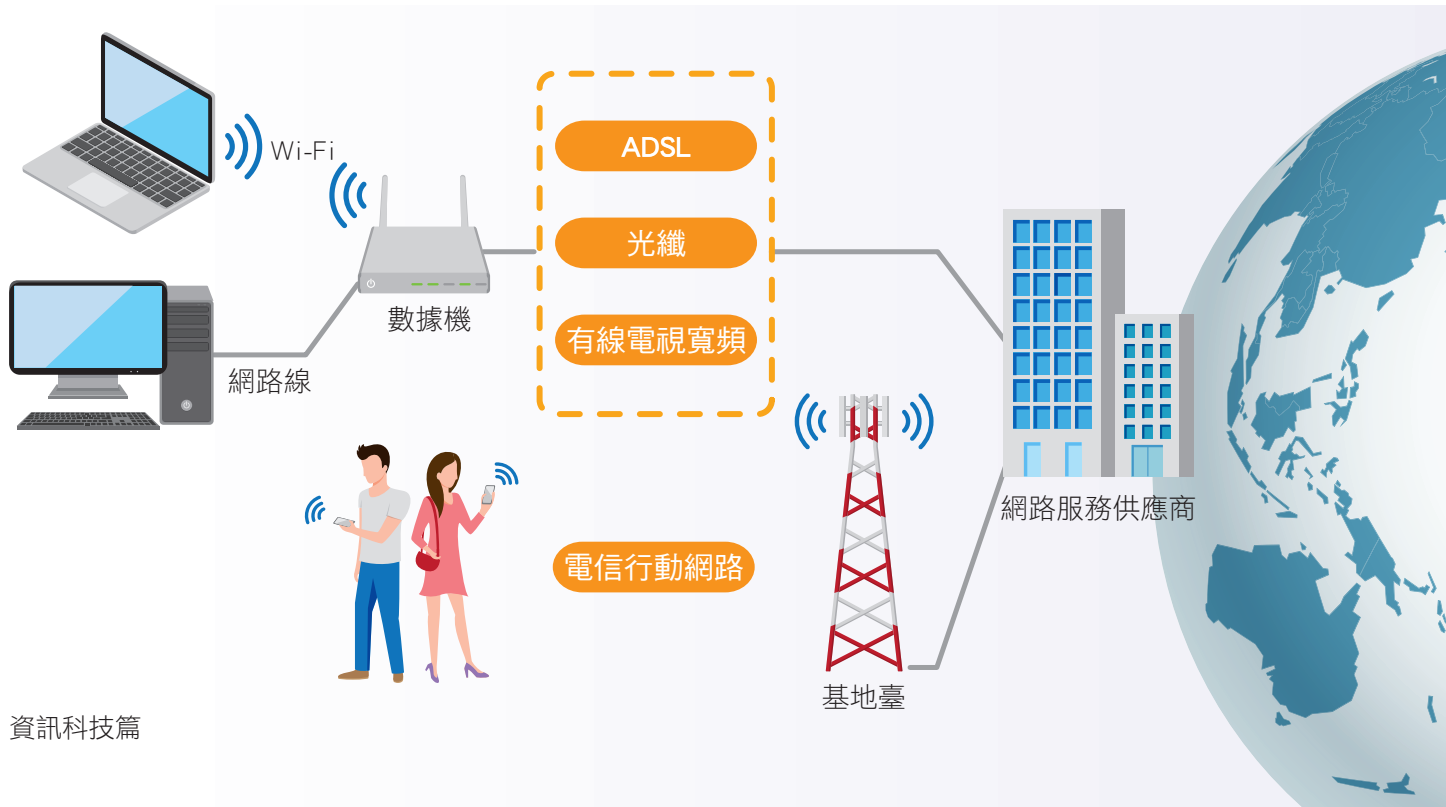 Wi-Fi
ADSL
光纖
有線電視寬頻
數據機
網路線
網路服務供應商
電信行動網路
基地臺
資訊科技篇